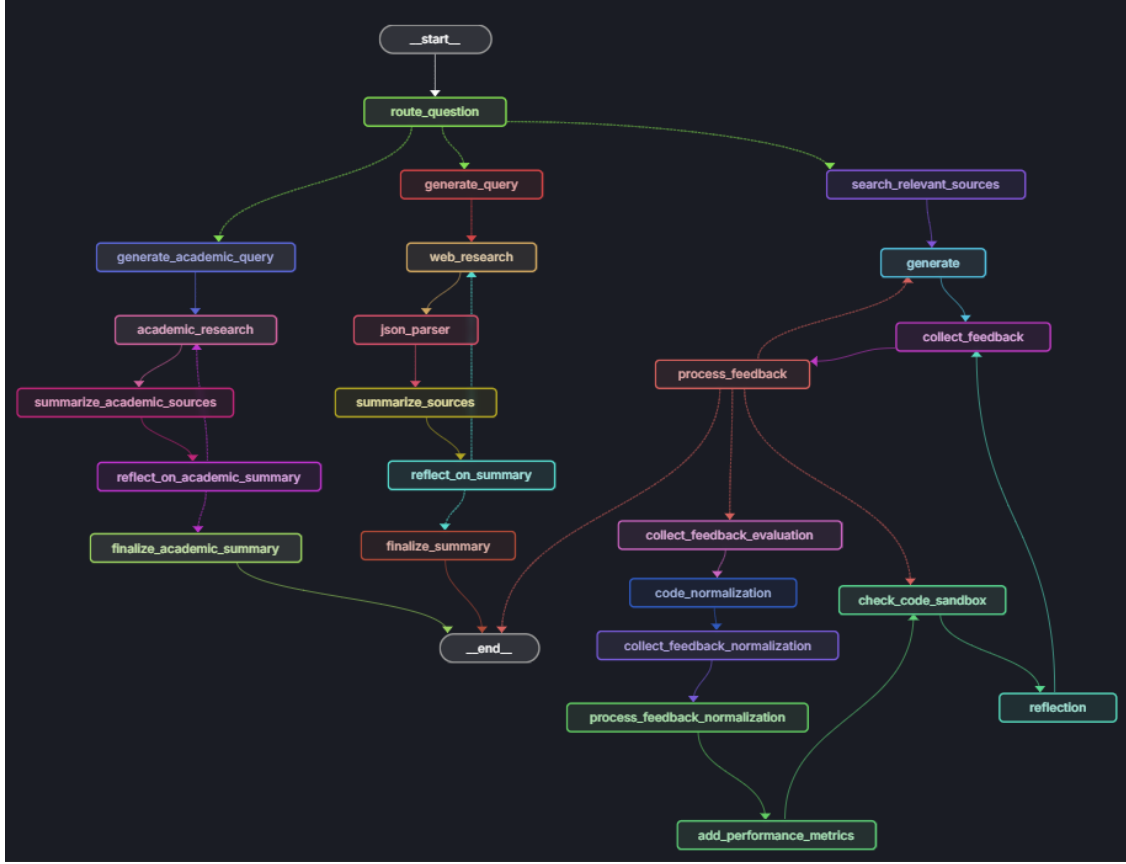 __start__
route_question
generate_query
search_relevant_sources
generate_academic_query
web_research
generate
academic_research
json_parser
collect_feedback
process_feedback
summarize_academic_sources
summarize_sources
reflect_on_academic_summary
reflect_on_summary
collect_feedback_evaluation
finalize_academic_summary
finalize_summary
code_normalization
check_code_sandbox
__end__
collect_feedback_normalization
reflection
process_feedback_normalization
add_performance_metrics